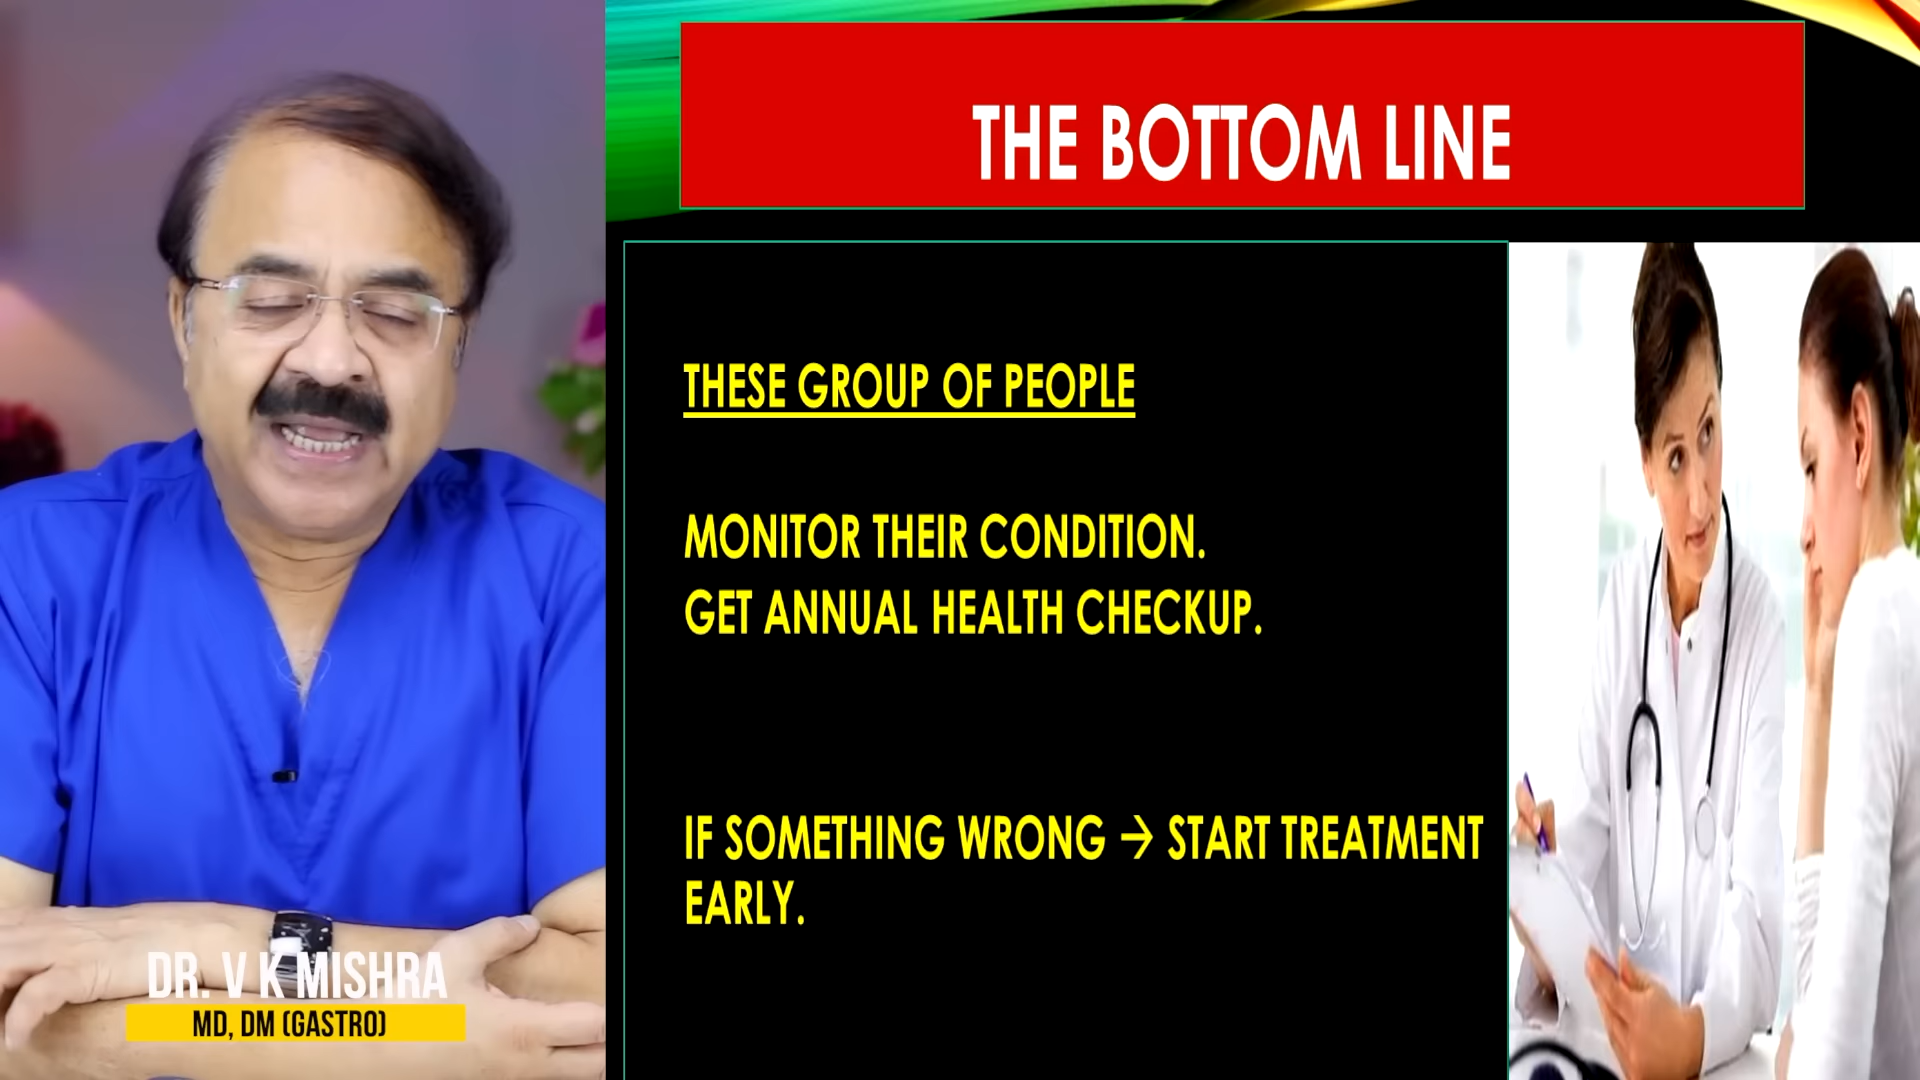 THE BOTTOM LINE
THESE GROUP OF PEOPLE
MONITOR THEIR CONDITION.
GET ANNUAL HEALTH CHECKUP.
IF SOMETHING WRONG → START TREATMENT
EARLY.
DR. V K MISHRA
MD, DM (GASTRO)